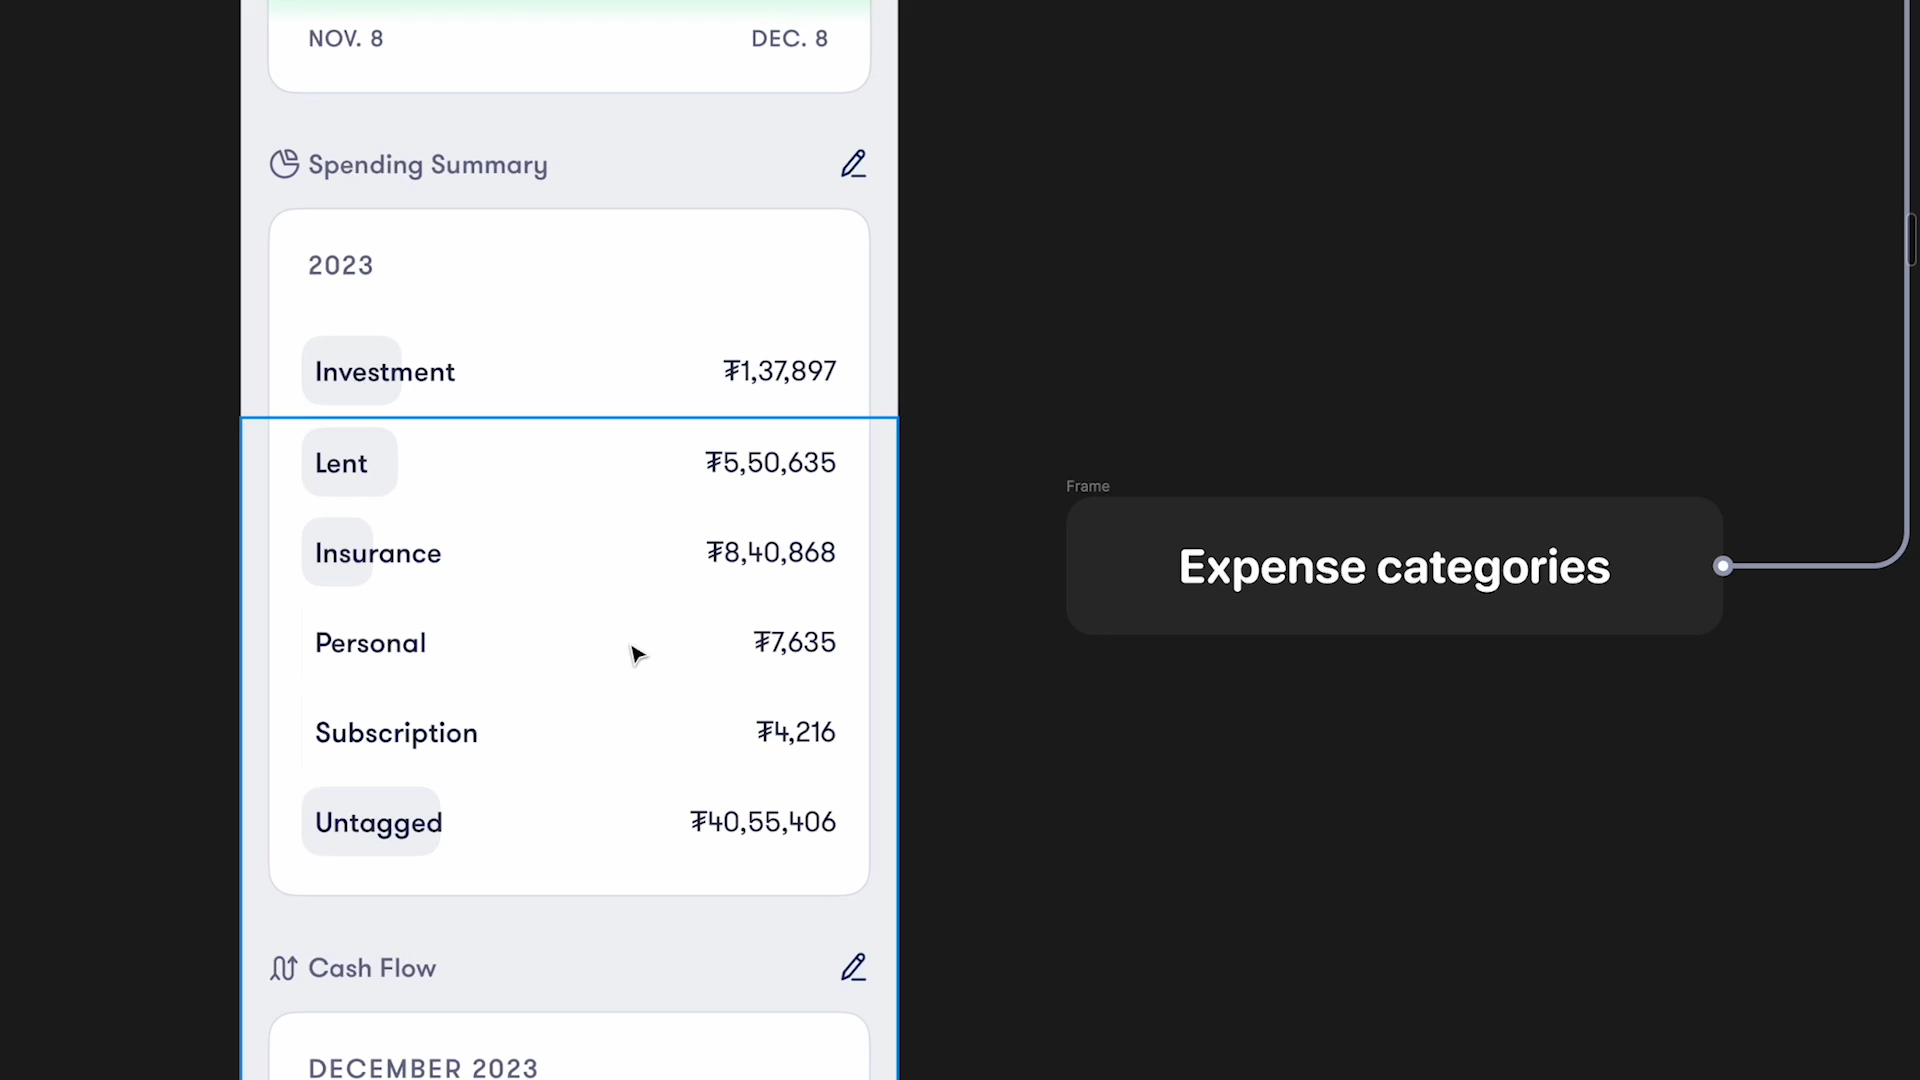 NOV. 8
DEC. 8
Spending Summary
2023
Investment ₮1,37,897
Lent ₮5,50,635
Insurance ₮8,40,868
Personal ₮7,635
Subscription ₮4,216
Untagged ₮40,55,406
Cash Flow
DECEMBER 2023
Frame
Expense categories